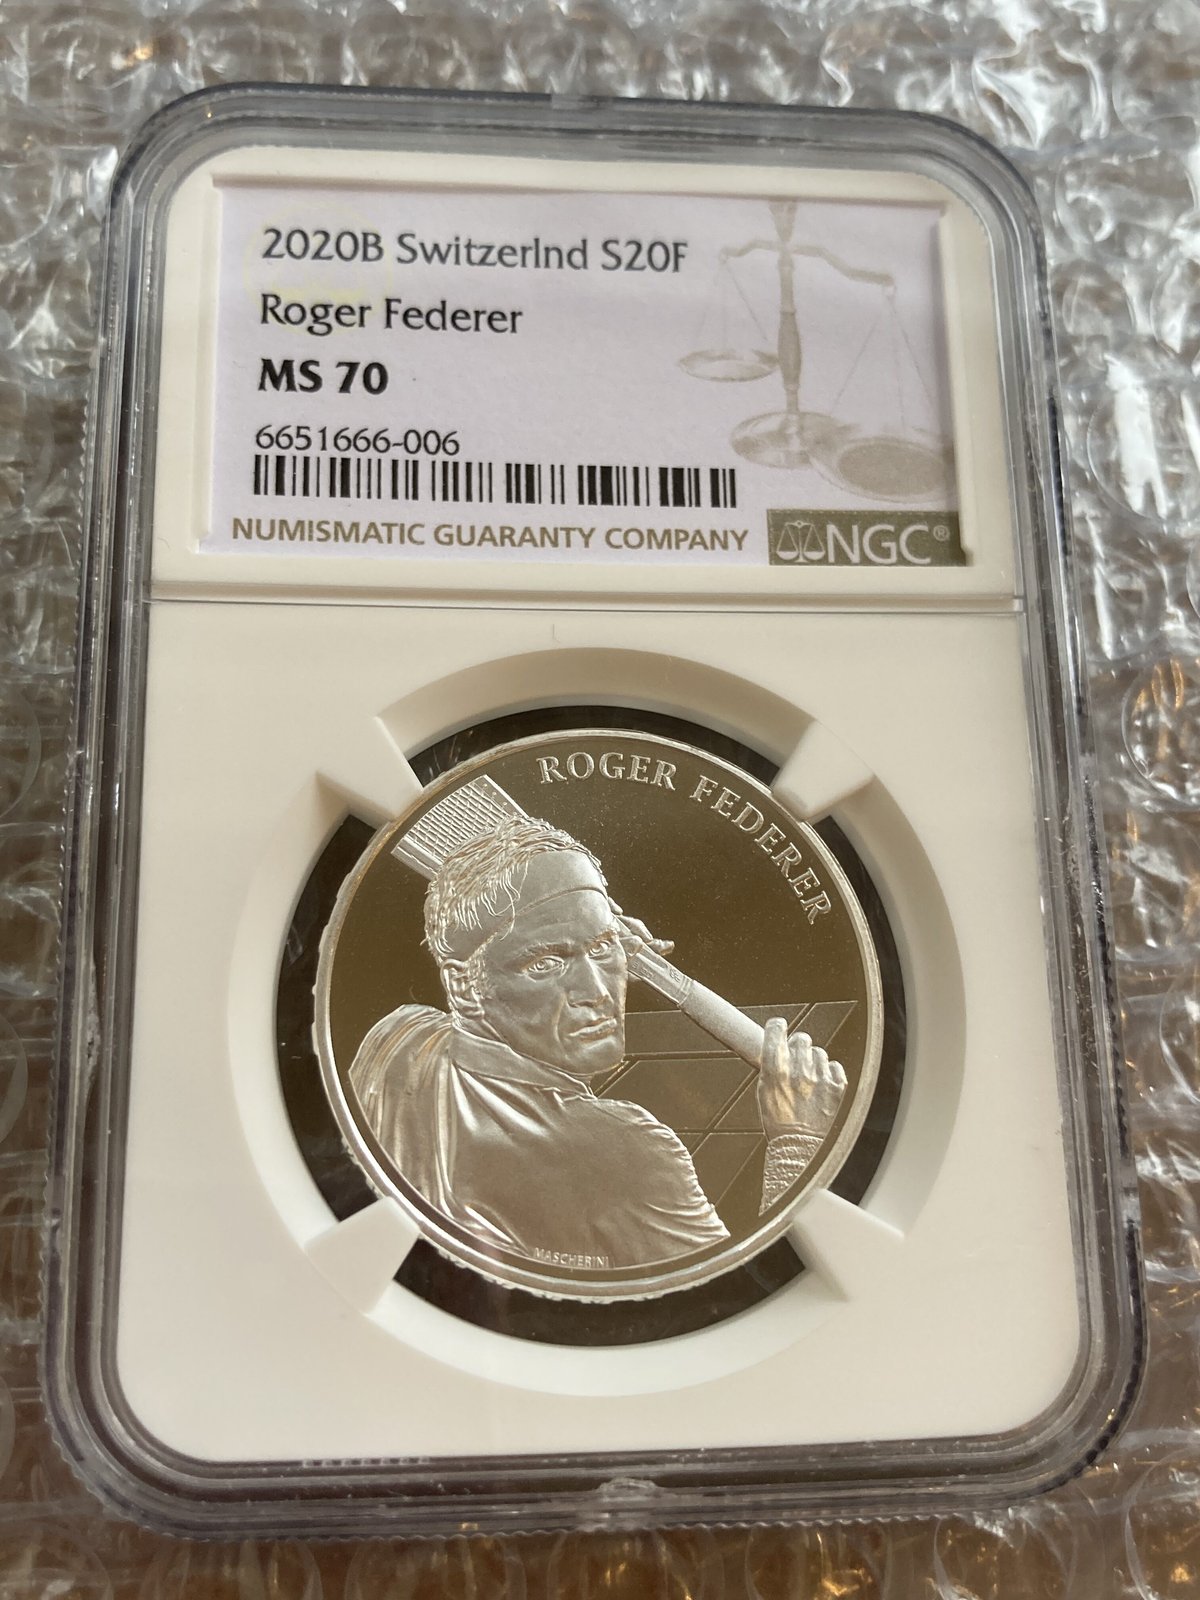 2020B Switzerlnd S20F
Roger Federer
MS 70
6651666-006
NUMISMATIC GUARANTY COMPANY
NGC®
ROGER FEDERER
MASCHERINI